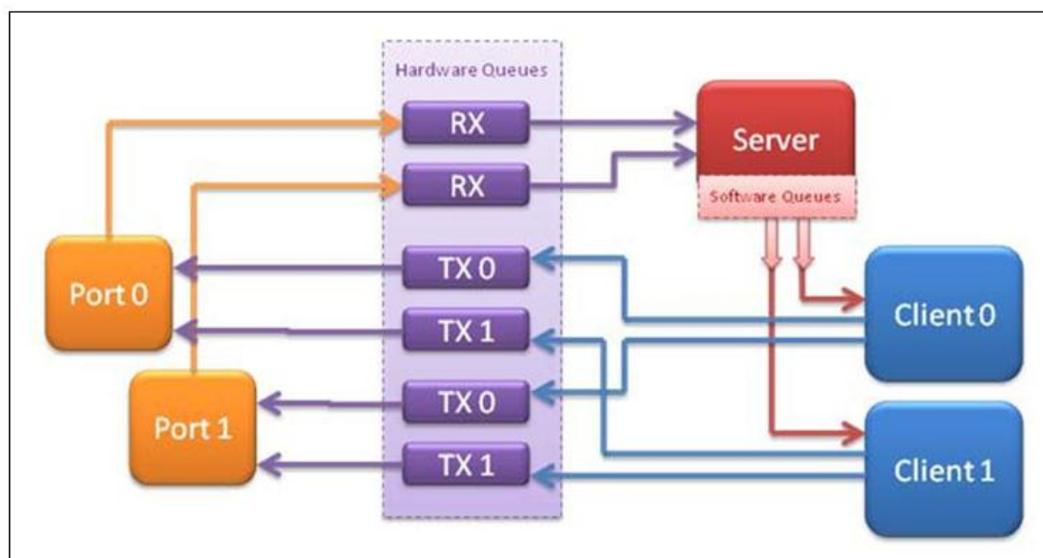 Hardware Queues
RX
RX
TX 0
TX 1
TX 0
TX 1
Server
Software Queues
Port 0
Port 1
Client 0
Client 1